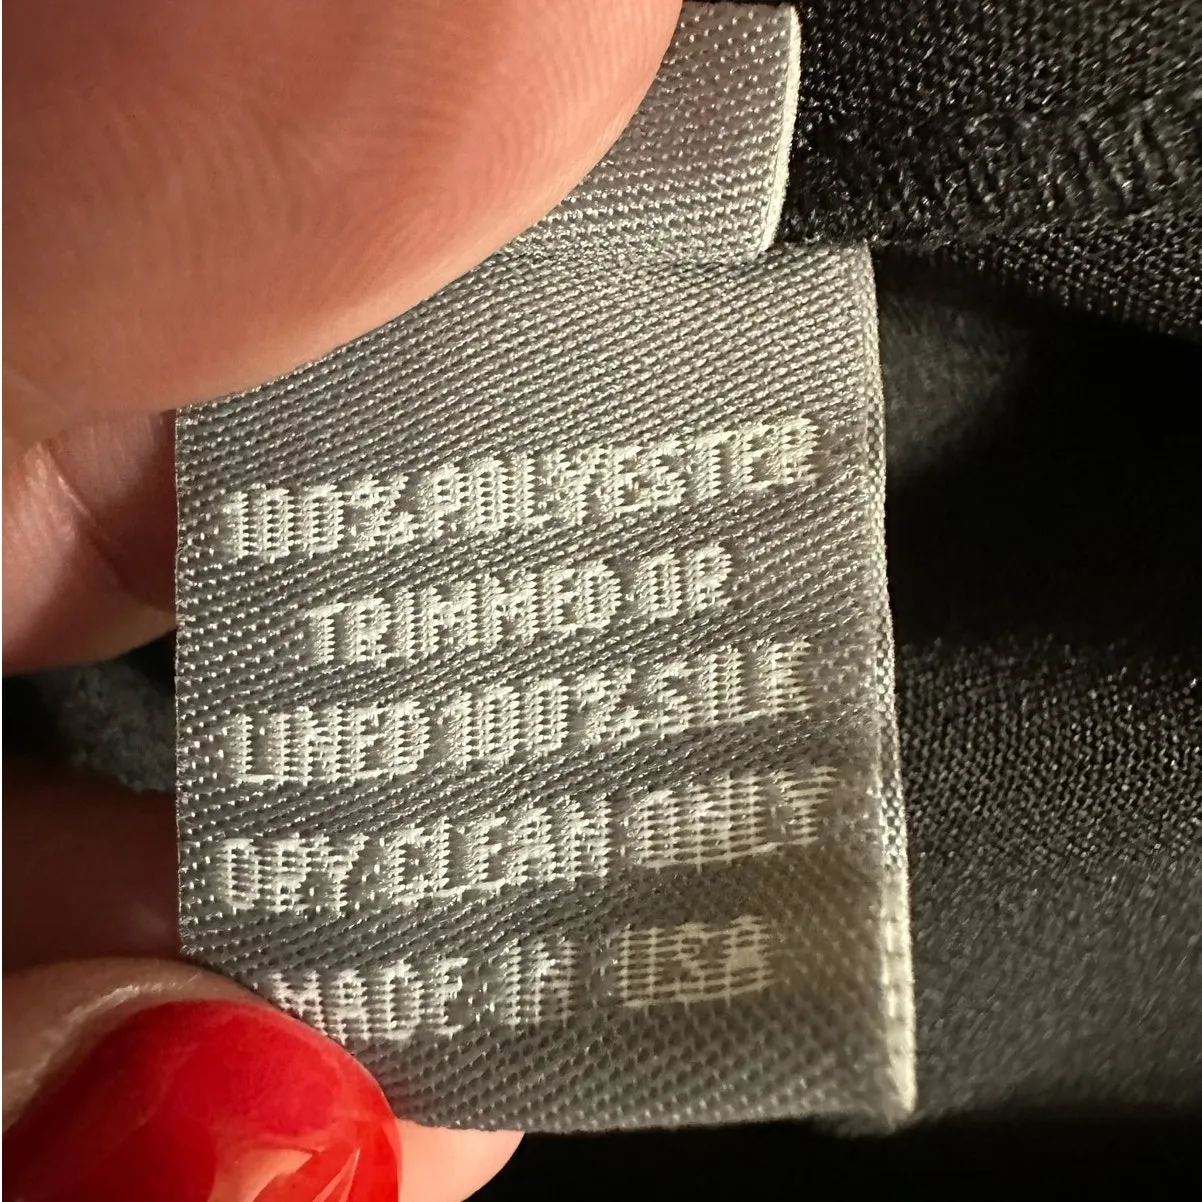 100% POLYESTER
TRIMMED OR
LINED 100% SILK
DRY CLEAN ONLY
MADE IN USA